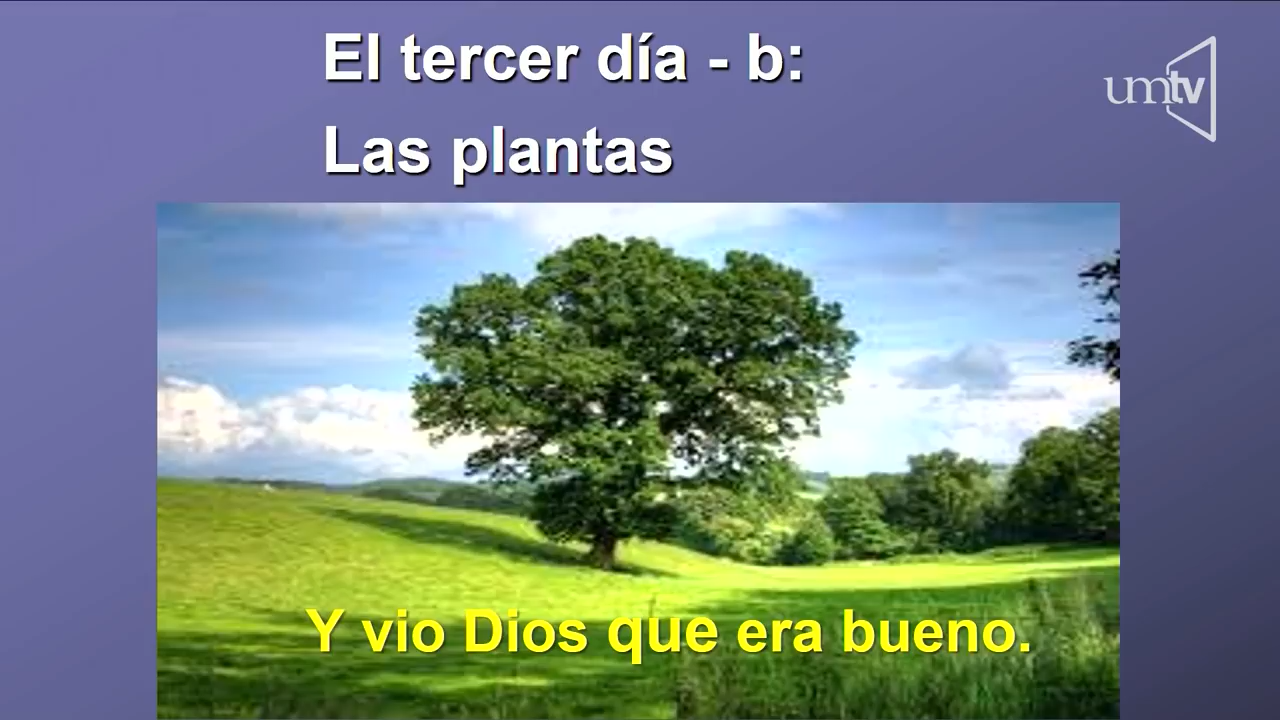 El tercer día - b:
umtv
Las plantas
Y vio Dios que era bueno.